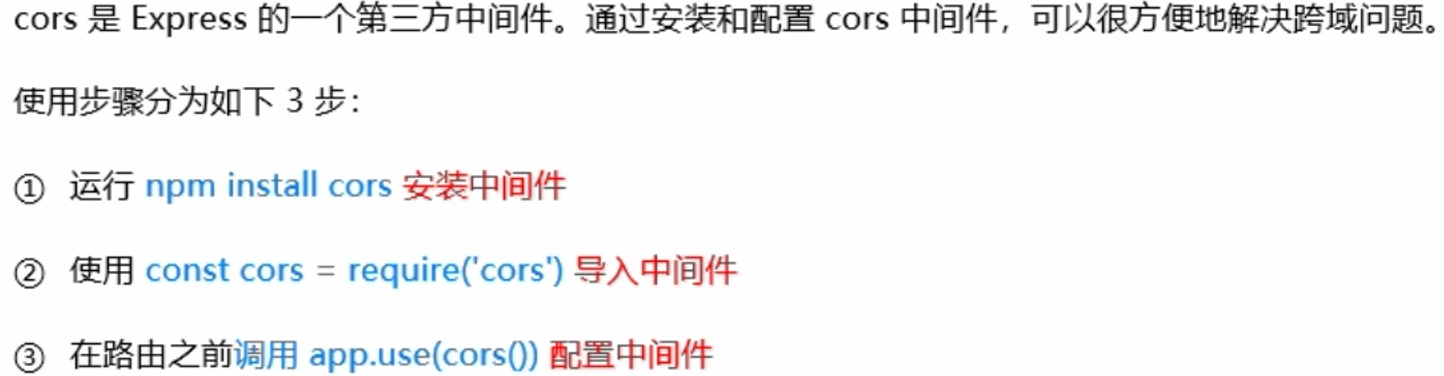 cors 是 Express 的一个第三方中间件。通过安装和配置 cors 中间件，可以很方便地解决跨域问题。
使用步骤分为如下 3 步：
① 运行 npm install cors 安装中间件
② 使用 const cors = require('cors') 导入中间件
③ 在路由之前调用 app.use(cors()) 配置中间件